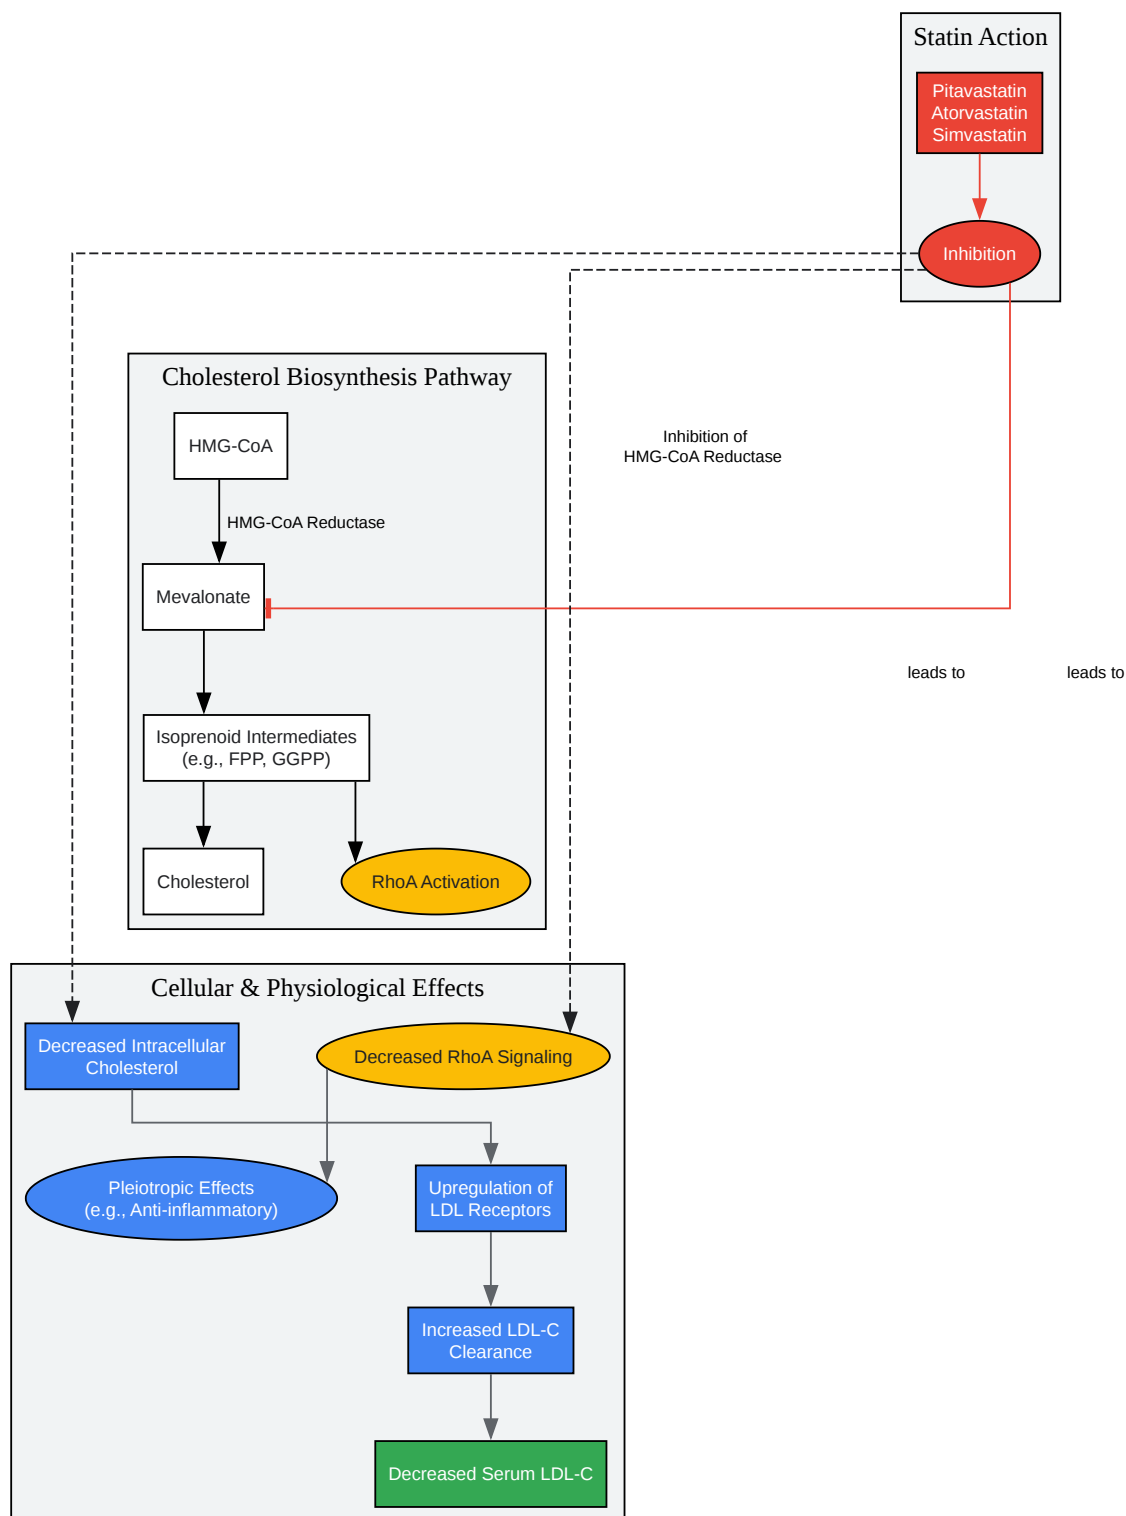 Statin Action
Pitavastatin
Atorvastatin
Simvastatin
Inhibition
Cholesterol Biosynthesis Pathway
HMG-CoA
Inhibition of
HMG-CoA Reductase
HMG-CoA Reductase
Mevalonate
leads to
leads to
Isoprenoid Intermediates
(e.g., FPP, GGPP)
Cholesterol
RhoA Activation
Cellular & Physiological Effects
Decreased Intracellular
Cholesterol
Decreased RhoA Signaling
Pleiotropic Effects
(e.g., Anti-inflammatory)
Upregulation of
LDL Receptors
Increased LDL-C
Clearance
Decreased Serum LDL-C